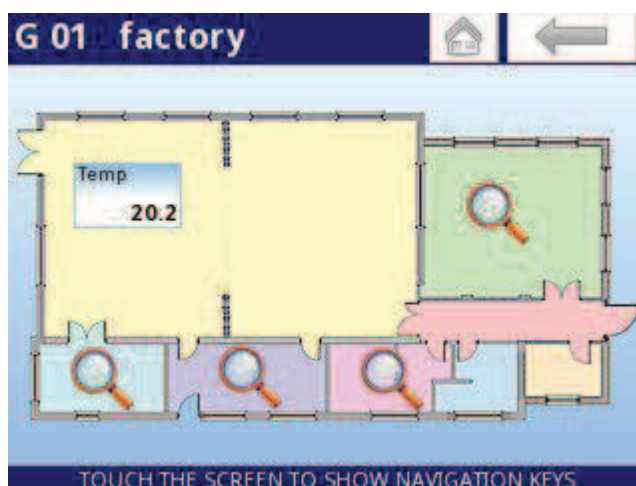 G 01 factory
Temp
20.2
TOUCH THE SCREEN TO SHOW NAVIGATION KEYS